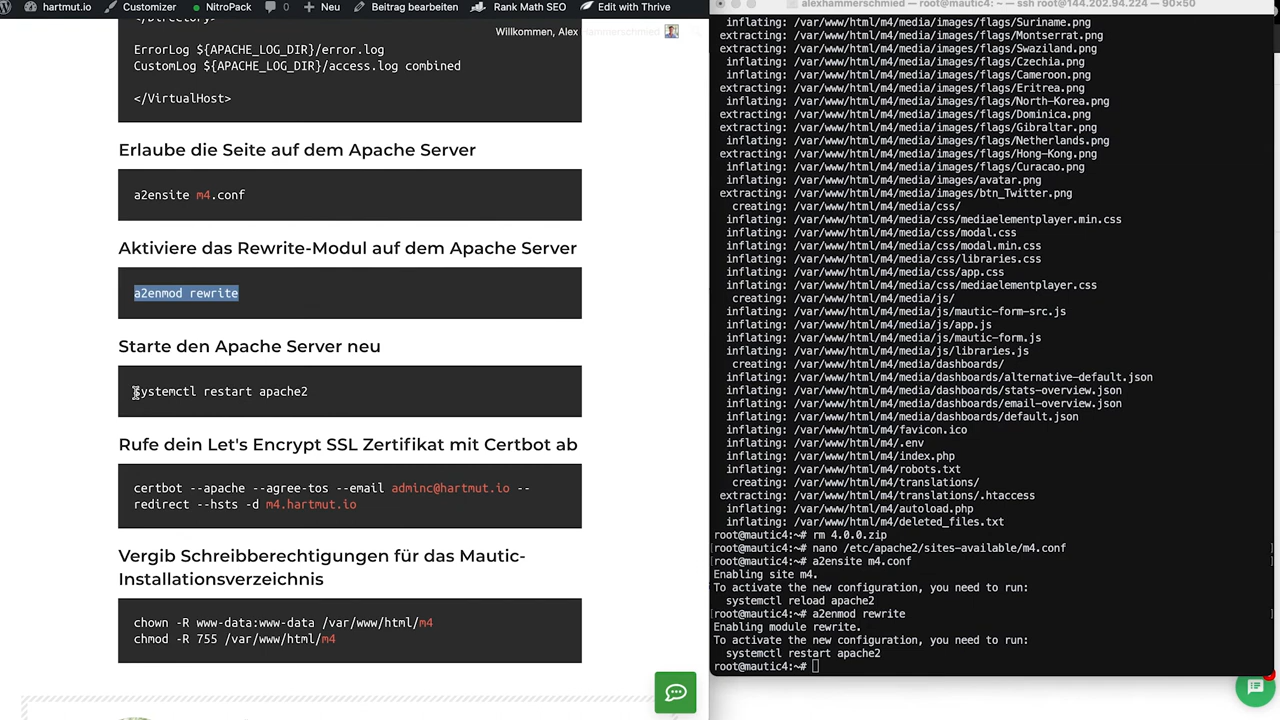 hartmut.io Customizer NitroPack 0 Neu Beitrag bearbeiten Rank Math SEO Edit with Thrive
Willkommen, Alex
</Directory>
ErrorLog ${APACHE_LOG_DIR}/error.log
CustomLog ${APACHE_LOG_DIR}/access.log combined
</VirtualHost>
Erlaube die Seite auf dem Apache Server
a2ensite m4.conf
Aktiviere das Rewrite-Modul auf dem Apache Server
a2enmod rewrite
Starte den Apache Server neu
systemctl restart apache2
Rufe dein Let's Encrypt SSL Zertifikat mit Certbot ab
certbot --apache --agree-tos --email adminc@hartmut.io --
redirect --hsts -d m4.hartmut.io
Vergib Schreibberechtigungen für das Mautic-
Installationsverzeichnis
chown -R www-data:www-data /var/www/html/m4
chmod -R 755 /var/www/html/m4
alexhammerschmied — root@mautic4: ~ — ssh root@144.202.94.224 — 90×50
inflating: /var/www/html/m4/media/images/flags/Suriname.png
extracting: /var/www/html/m4/media/images/flags/Montserrat.png
inflating: /var/www/html/m4/media/images/flags/Swaziland.png
inflating: /var/www/html/m4/media/images/flags/Czechia.png
inflating: /var/www/html/m4/media/images/flags/Cameroon.png
extracting: /var/www/html/m4/media/images/flags/Eritrea.png
inflating: /var/www/html/m4/media/images/flags/North-Korea.png
extracting: /var/www/html/m4/media/images/flags/Dominica.png
extracting: /var/www/html/m4/media/images/flags/Gibraltar.png
inflating: /var/www/html/m4/media/images/flags/Netherlands.png
extracting: /var/www/html/m4/media/images/flags/Hong-Kong.png
extracting: /var/www/html/m4/media/images/flags/Curacao.png
inflating: /var/www/html/m4/media/images/avatar.png
extracting: /var/www/html/m4/media/images/btn_Twitter.png
creating: /var/www/html/m4/media/css/
inflating: /var/www/html/m4/media/css/mediaelementplayer.min.css
inflating: /var/www/html/m4/media/css/modal.css
inflating: /var/www/html/m4/media/css/modal.min.css
inflating: /var/www/html/m4/media/css/libraries.css
inflating: /var/www/html/m4/media/css/app.css
inflating: /var/www/html/m4/media/css/mediaelementplayer.css
creating: /var/www/html/m4/media/js/
inflating: /var/www/html/m4/media/js/mautic-form-src.js
inflating: /var/www/html/m4/media/js/app.js
inflating: /var/www/html/m4/media/js/mautic-form.js
inflating: /var/www/html/m4/media/js/libraries.js
creating: /var/www/html/m4/media/dashboards/
inflating: /var/www/html/m4/media/dashboards/alternative-default.json
inflating: /var/www/html/m4/media/dashboards/stats-overview.json
inflating: /var/www/html/m4/media/dashboards/email-overview.json
inflating: /var/www/html/m4/media/dashboards/default.json
inflating: /var/www/html/m4/favicon.ico
inflating: /var/www/html/m4/.env
inflating: /var/www/html/m4/index.php
inflating: /var/www/html/m4/robots.txt
creating: /var/www/html/m4/translations/
extracting: /var/www/html/m4/translations/.htaccess
inflating: /var/www/html/m4/autoload.php
inflating: /var/www/html/m4/deleted_files.txt
root@mautic4:~# rm 4.0.0.zip
[root@mautic4:~# nano /etc/apache2/sites-available/m4.conf ]
[root@mautic4:~# a2ensite m4.conf ]
Enabling site m4.
To activate the new configuration, you need to run:
systemctl reload apache2
[root@mautic4:~# a2enmod rewrite ]
Enabling module rewrite.
To activate the new configuration, you need to run:
systemctl restart apache2
root@mautic4:~#